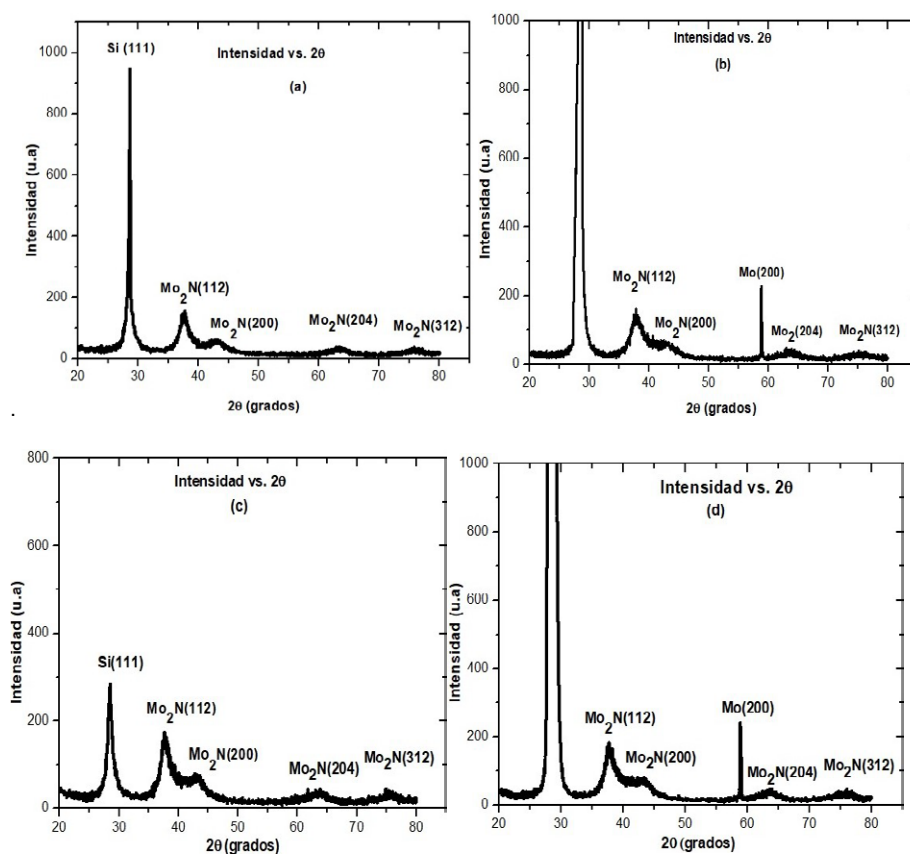 Si (111)
Intensidad vs. 2θ
(a)
Mo2N(112)
Mo2N(200)
Mo2N(204)
Mo2N(312)
Intensidad (u.a)
1000
800
600
400
200
0
20 30 40 50 60 70 80
2θ (grados)
Intensidad vs. 2θ
(b)
Mo2N(112)
Mo2N(200)
Mo(200)
Mo2(204)
Mo2N(312)
Intensidad (u.a)
1000
800
600
400
200
0
20 30 40 50 60 70 80
2θ (grados)
.
Intensidad vs. 2θ
(c)
Si(111)
Mo2N(112)
Mo2N(200)
Mo2N(204)
Mo2N(312)
Intensidad (u.a)
800
600
400
200
0
20 30 40 50 60 70 80
2θ (grados)
Intensidad vs. 2θ
(d)
Mo2N(112)
Mo2N(200)
Mo(200)
Mo2N(204)
Mo2N(312)
Intensidad (u.a)
1000
800
600
400
200
0
20 30 40 50 60 70 80
2θ (grados)